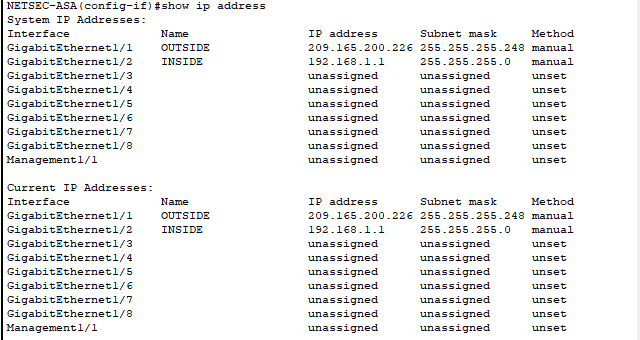 NETSEC-ASA(config-if)#show ip address
System IP Addresses:
Interface Name IP address Subnet mask Method
GigabitEthernet1/1 OUTSIDE 209.165.200.226 255.255.255.248 manual
GigabitEthernet1/2 INSIDE 192.168.1.1 255.255.255.0 manual
GigabitEthernet1/3 unassigned unassigned unset
GigabitEthernet1/4 unassigned unassigned unset
GigabitEthernet1/5 unassigned unassigned unset
GigabitEthernet1/6 unassigned unassigned unset
GigabitEthernet1/7 unassigned unassigned unset
GigabitEthernet1/8 unassigned unassigned unset
Management1/1 unassigned unassigned unset
Current IP Addresses:
Interface Name IP address Subnet mask Method
GigabitEthernet1/1 OUTSIDE 209.165.200.226 255.255.255.248 manual
GigabitEthernet1/2 INSIDE 192.168.1.1 255.255.255.0 manual
GigabitEthernet1/3 unassigned unassigned unset
GigabitEthernet1/4 unassigned unassigned unset
GigabitEthernet1/5 unassigned unassigned unset
GigabitEthernet1/6 unassigned unassigned unset
GigabitEthernet1/7 unassigned unassigned unset
GigabitEthernet1/8 unassigned unassigned unset
Management1/1 unassigned unassigned unset